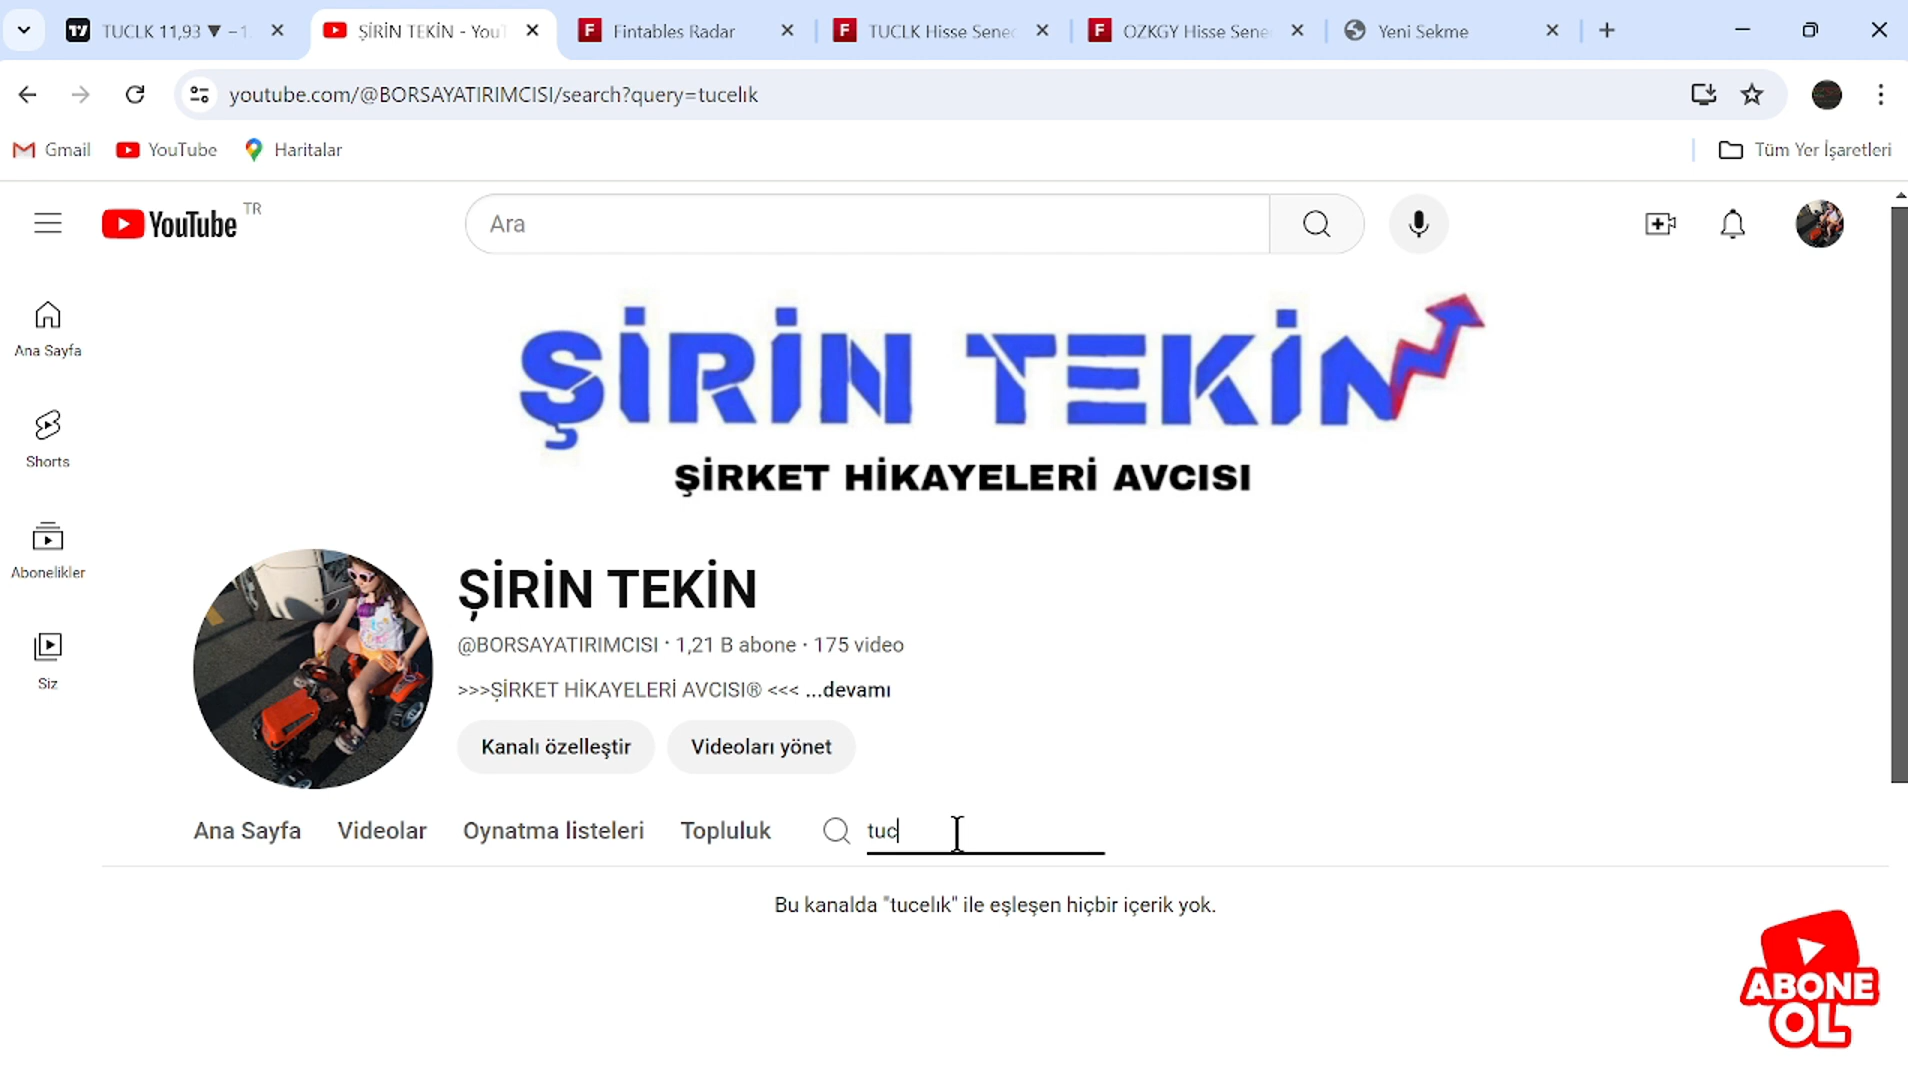 TUCLK 11,93 ▼ −1.
ŞİRİN TEKİN - YouT
Fintables Radar
TUCLK Hisse Sened
OZKGY Hisse Sene
Yeni Sekme
youtube.com/@BORSAYATIRIMCISI/search?query=tucelık
Gmail
YouTube
Haritalar
Tüm Yer İşaretleri
YouTube TR
Ara
Ana Sayfa
Shorts
Abonelikler
Siz
ŞİRİN TEKİN
ŞİRKET HİKAYELERİ AVCISI
ŞİRİN TEKİN
@BORSAYATIRIMCISI · 1,21 B abone · 175 video
>>>ŞİRKET HİKAYELERİ AVCISI® <<< ...devamı
Kanalı özelleştir
Videoları yönet
Ana Sayfa
Videolar
Oynatma listeleri
Topluluk
tuc
Bu kanalda "tucelık" ile eşleşen hiçbir içerik yok.
ABONE
OL